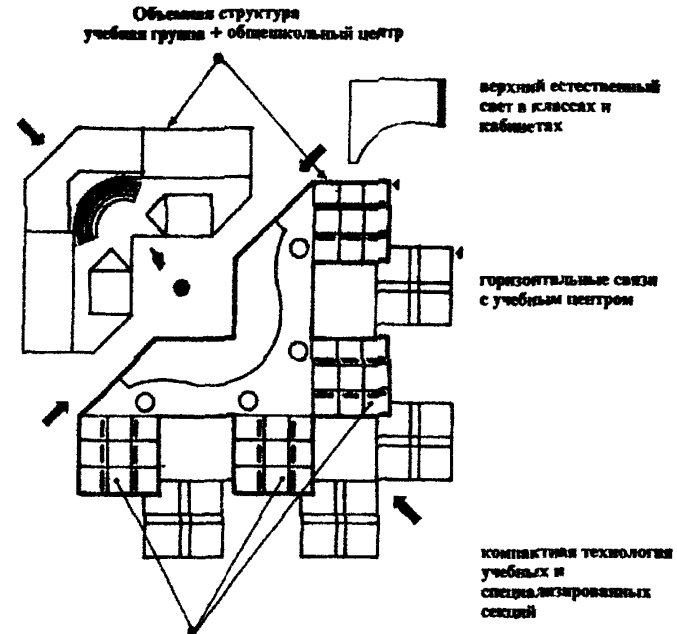 Объемная структура
учебная группа + общешкольный центр
верхний естественный
свет в классах и
кабинетах
горизонтальные связи
с учебным центром
компактная технология
учебных и
специализированных
секций